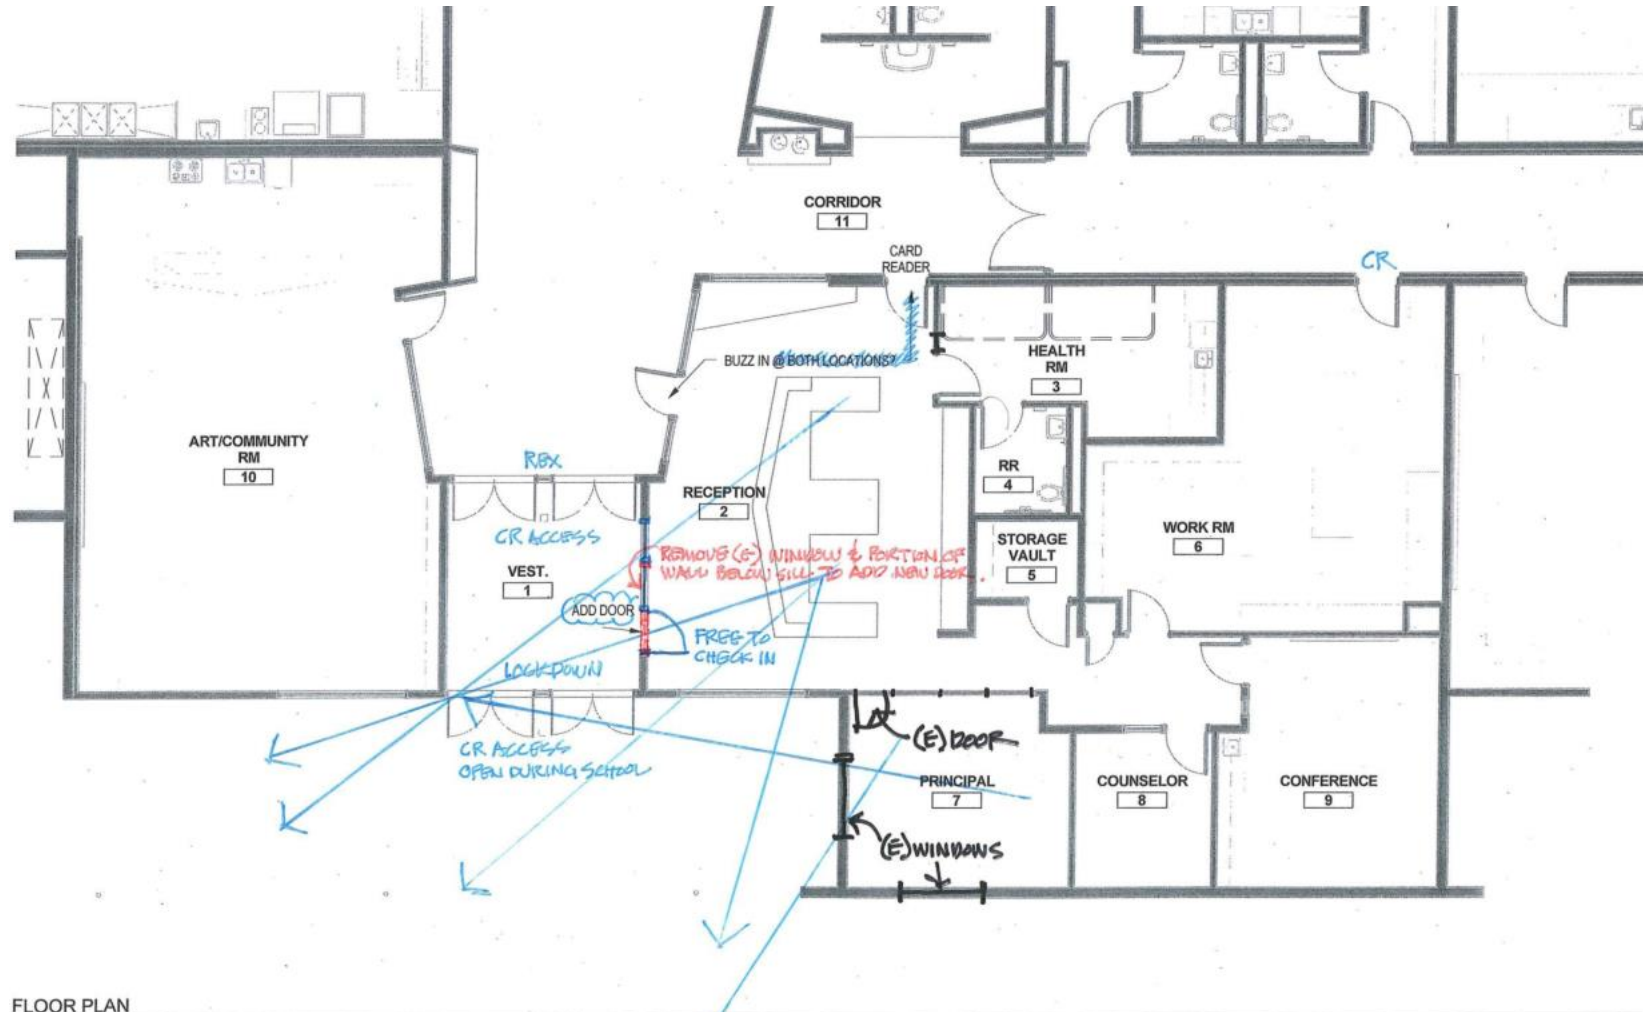 CORRIDOR
11
CARD
READER
CR
BUZZ IN @ BOTH LOCATIONS?
HEALTH
RM
3
ART/COMMUNITY
RM
10
REX
RECEPTION
2
RR
4
CR ACCESS
WORK RM
6
STORAGE
VAULT
5
REMOVE (E) WINDOW & PORTION OF
WALL BELOW SILL TO ADD NEW DOOR.
VEST.
1
ADD DOOR
FREE TO
CHECK IN
LOCKDOWN
CR ACCESS
OPEN DURING SCHOOL
(E) DOOR
PRINCIPAL
7
COUNSELOR
8
CONFERENCE
9
(E) WINDOWS
FLOOR PLAN